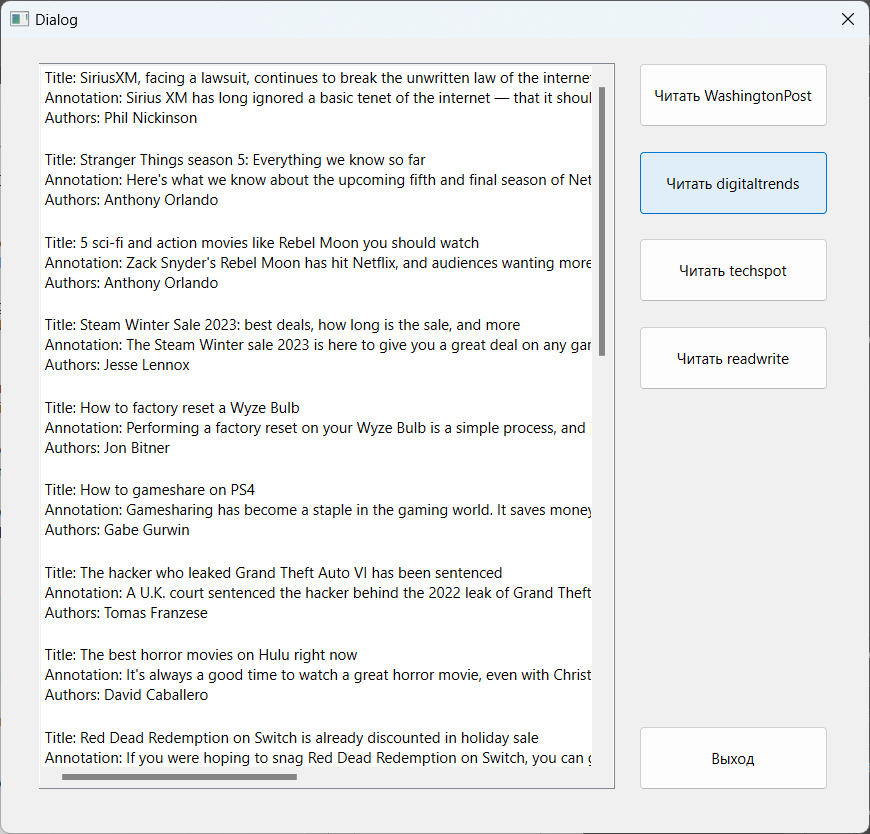 Dialog
Title: SiriusXM, facing a lawsuit, continues to break the unwritten law of the internet
Annotation: Sirius XM has long ignored a basic tenet of the internet — that it shoul
Authors: Phil Nickinson
Title: Stranger Things season 5: Everything we know so far
Annotation: Here's what we know about the upcoming fifth and final season of Net
Authors: Anthony Orlando
Title: 5 sci-fi and action movies like Rebel Moon you should watch
Annotation: Zack Snyder's Rebel Moon has hit Netflix, and audiences wanting more
Authors: Anthony Orlando
Title: Steam Winter Sale 2023: best deals, how long is the sale, and more
Annotation: The Steam Winter sale 2023 is here to give you a great deal on any gar
Authors: Jesse Lennox
Title: How to factory reset a Wyze Bulb
Annotation: Performing a factory reset on your Wyze Bulb is a simple process, and
Authors: Jon Bitner
Title: How to gameshare on PS4
Annotation: Gamesharing has become a staple in the gaming world. It saves money
Authors: Gabe Gurwin
Title: The hacker who leaked Grand Theft Auto VI has been sentenced
Annotation: A U.K. court sentenced the hacker behind the 2022 leak of Grand Theft
Authors: Tomas Franzese
Title: The best horror movies on Hulu right now
Annotation: It's always a good time to watch a great horror movie, even with Christ
Authors: David Caballero
Title: Red Dead Redemption on Switch is already discounted in holiday sale
Annotation: If you were hoping to snag Red Dead Redemption on Switch, you can
Читать WashingtonPost
Читать digitaltrends
Читать techspot
Читать readwrite
Выход